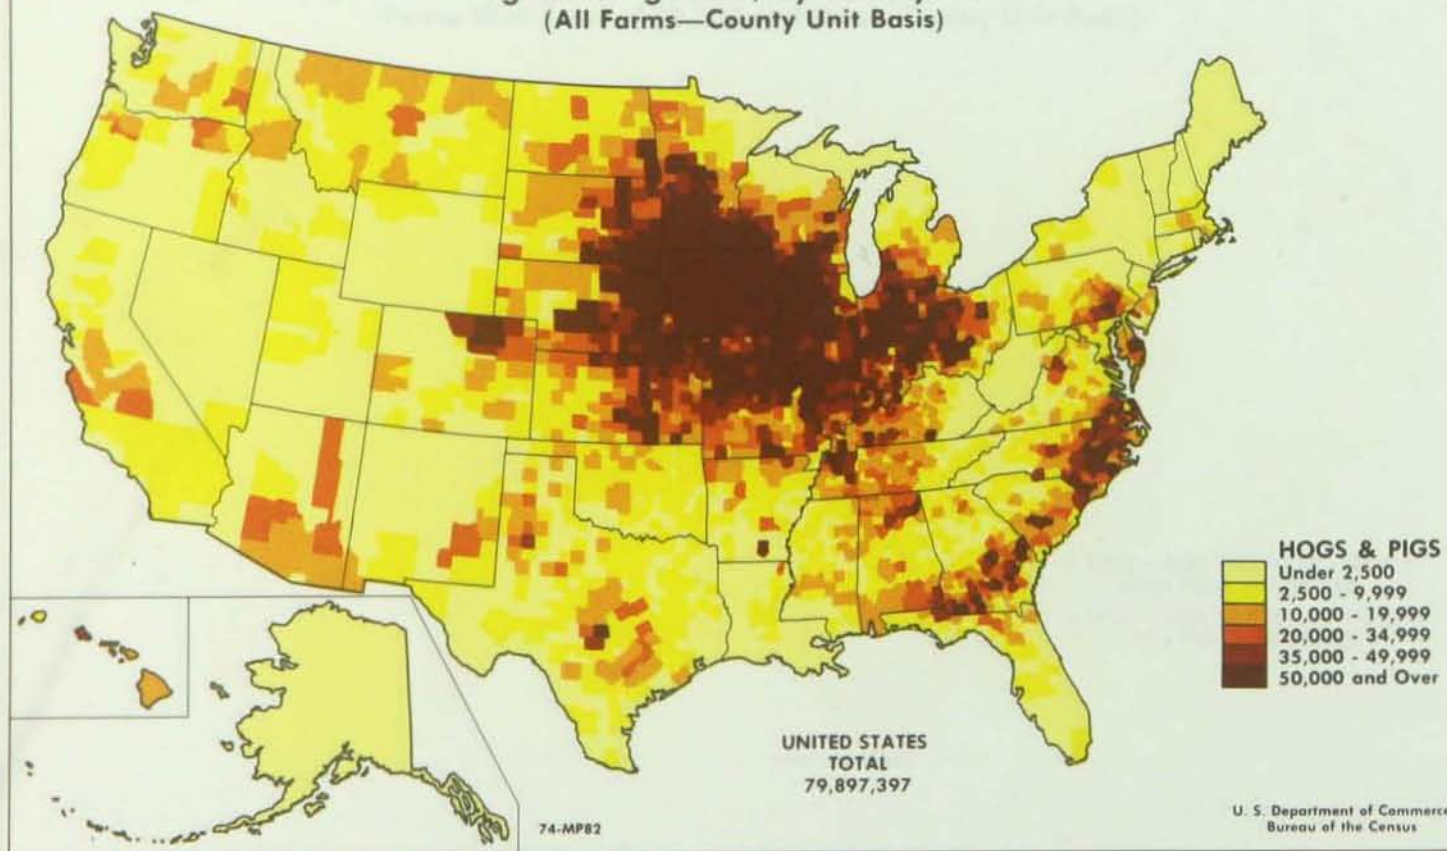 (All Farms—County Unit Basis)
HOGS & PIGS
Under 2,500
2,500 - 9,999
10,000 - 19,999
20,000 - 34,999
35,000 - 49,999
50,000 and Over
UNITED STATES
TOTAL
79,897,397
74-MP82
U. S. Department of Commerce
Bureau of the Census